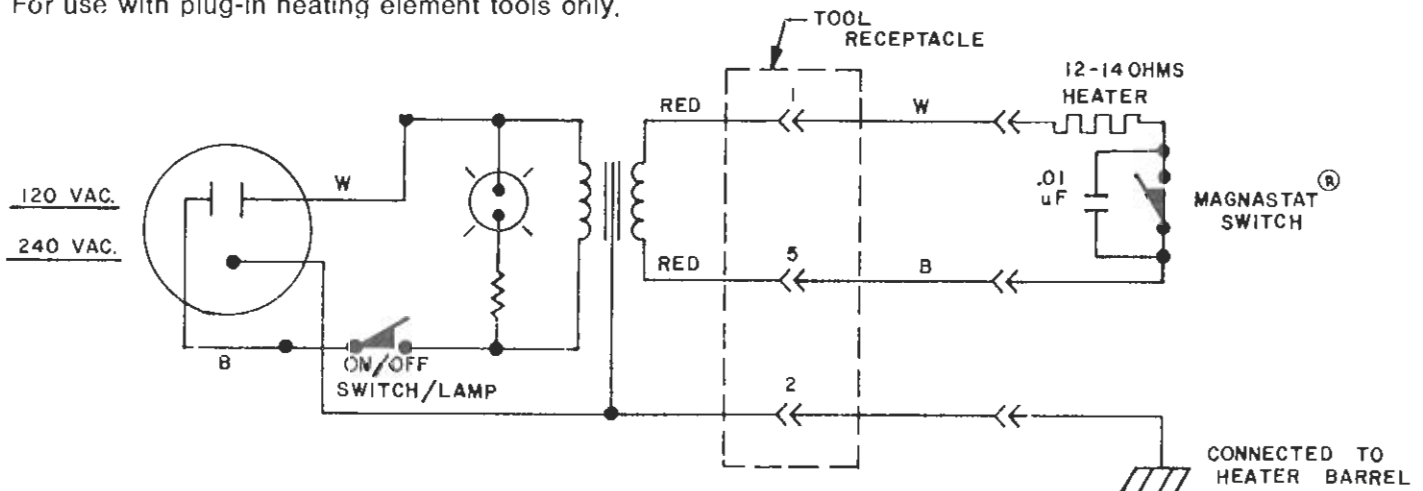 For use with plug-in heating element tools only.
TOOL
RECEPTACLE
12-14 OHMS
HEATER
RED
1
W
120 VAC.
W
.01
uF
MAGNASTAT®
SWITCH
240 VAC.
RED
5
B
B
ON/OFF
SWITCH/LAMP
2
CONNECTED TO
HEATER BARREL